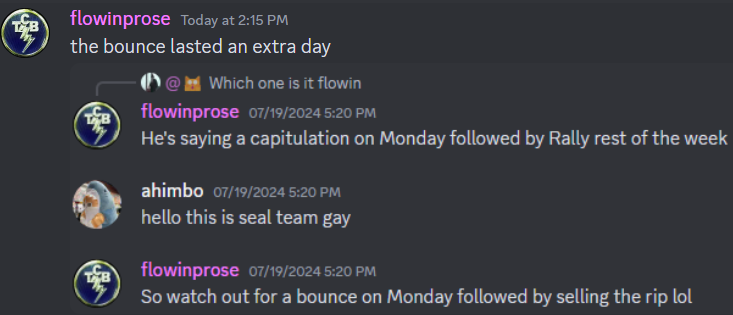 flowinprose Today at 2:15 PM
the bounce lasted an extra day
@ Which one is it flowin
flowinprose 07/19/2024 5:20 PM
He's saying a capitulation on Monday followed by Rally rest of the week
ahimbo 07/19/2024 5:20 PM
hello this is seal team gay
flowinprose 07/19/2024 5:20 PM
So watch out for a bounce on Monday followed by selling the rip lol